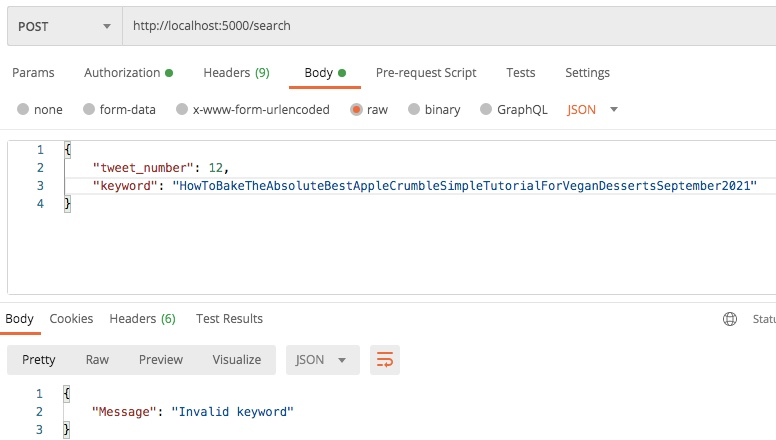 POST http://localhost:5000/search
Params Authorization Headers (9) Body Pre-request Script Tests Settings
none form-data x-www-form-urlencoded raw binary GraphQL JSON
1 {
2 "tweet_number": 12,
3 "keyword": "HowToBakeTheAbsoluteBestAppleCrumbleSimpleTutorialForVeganDessertsSeptember2021"
4 }
Body Cookies Headers (6) Test Results Statu
Pretty Raw Preview Visualize JSON
1 {
2 "Message": "Invalid keyword"
3 }